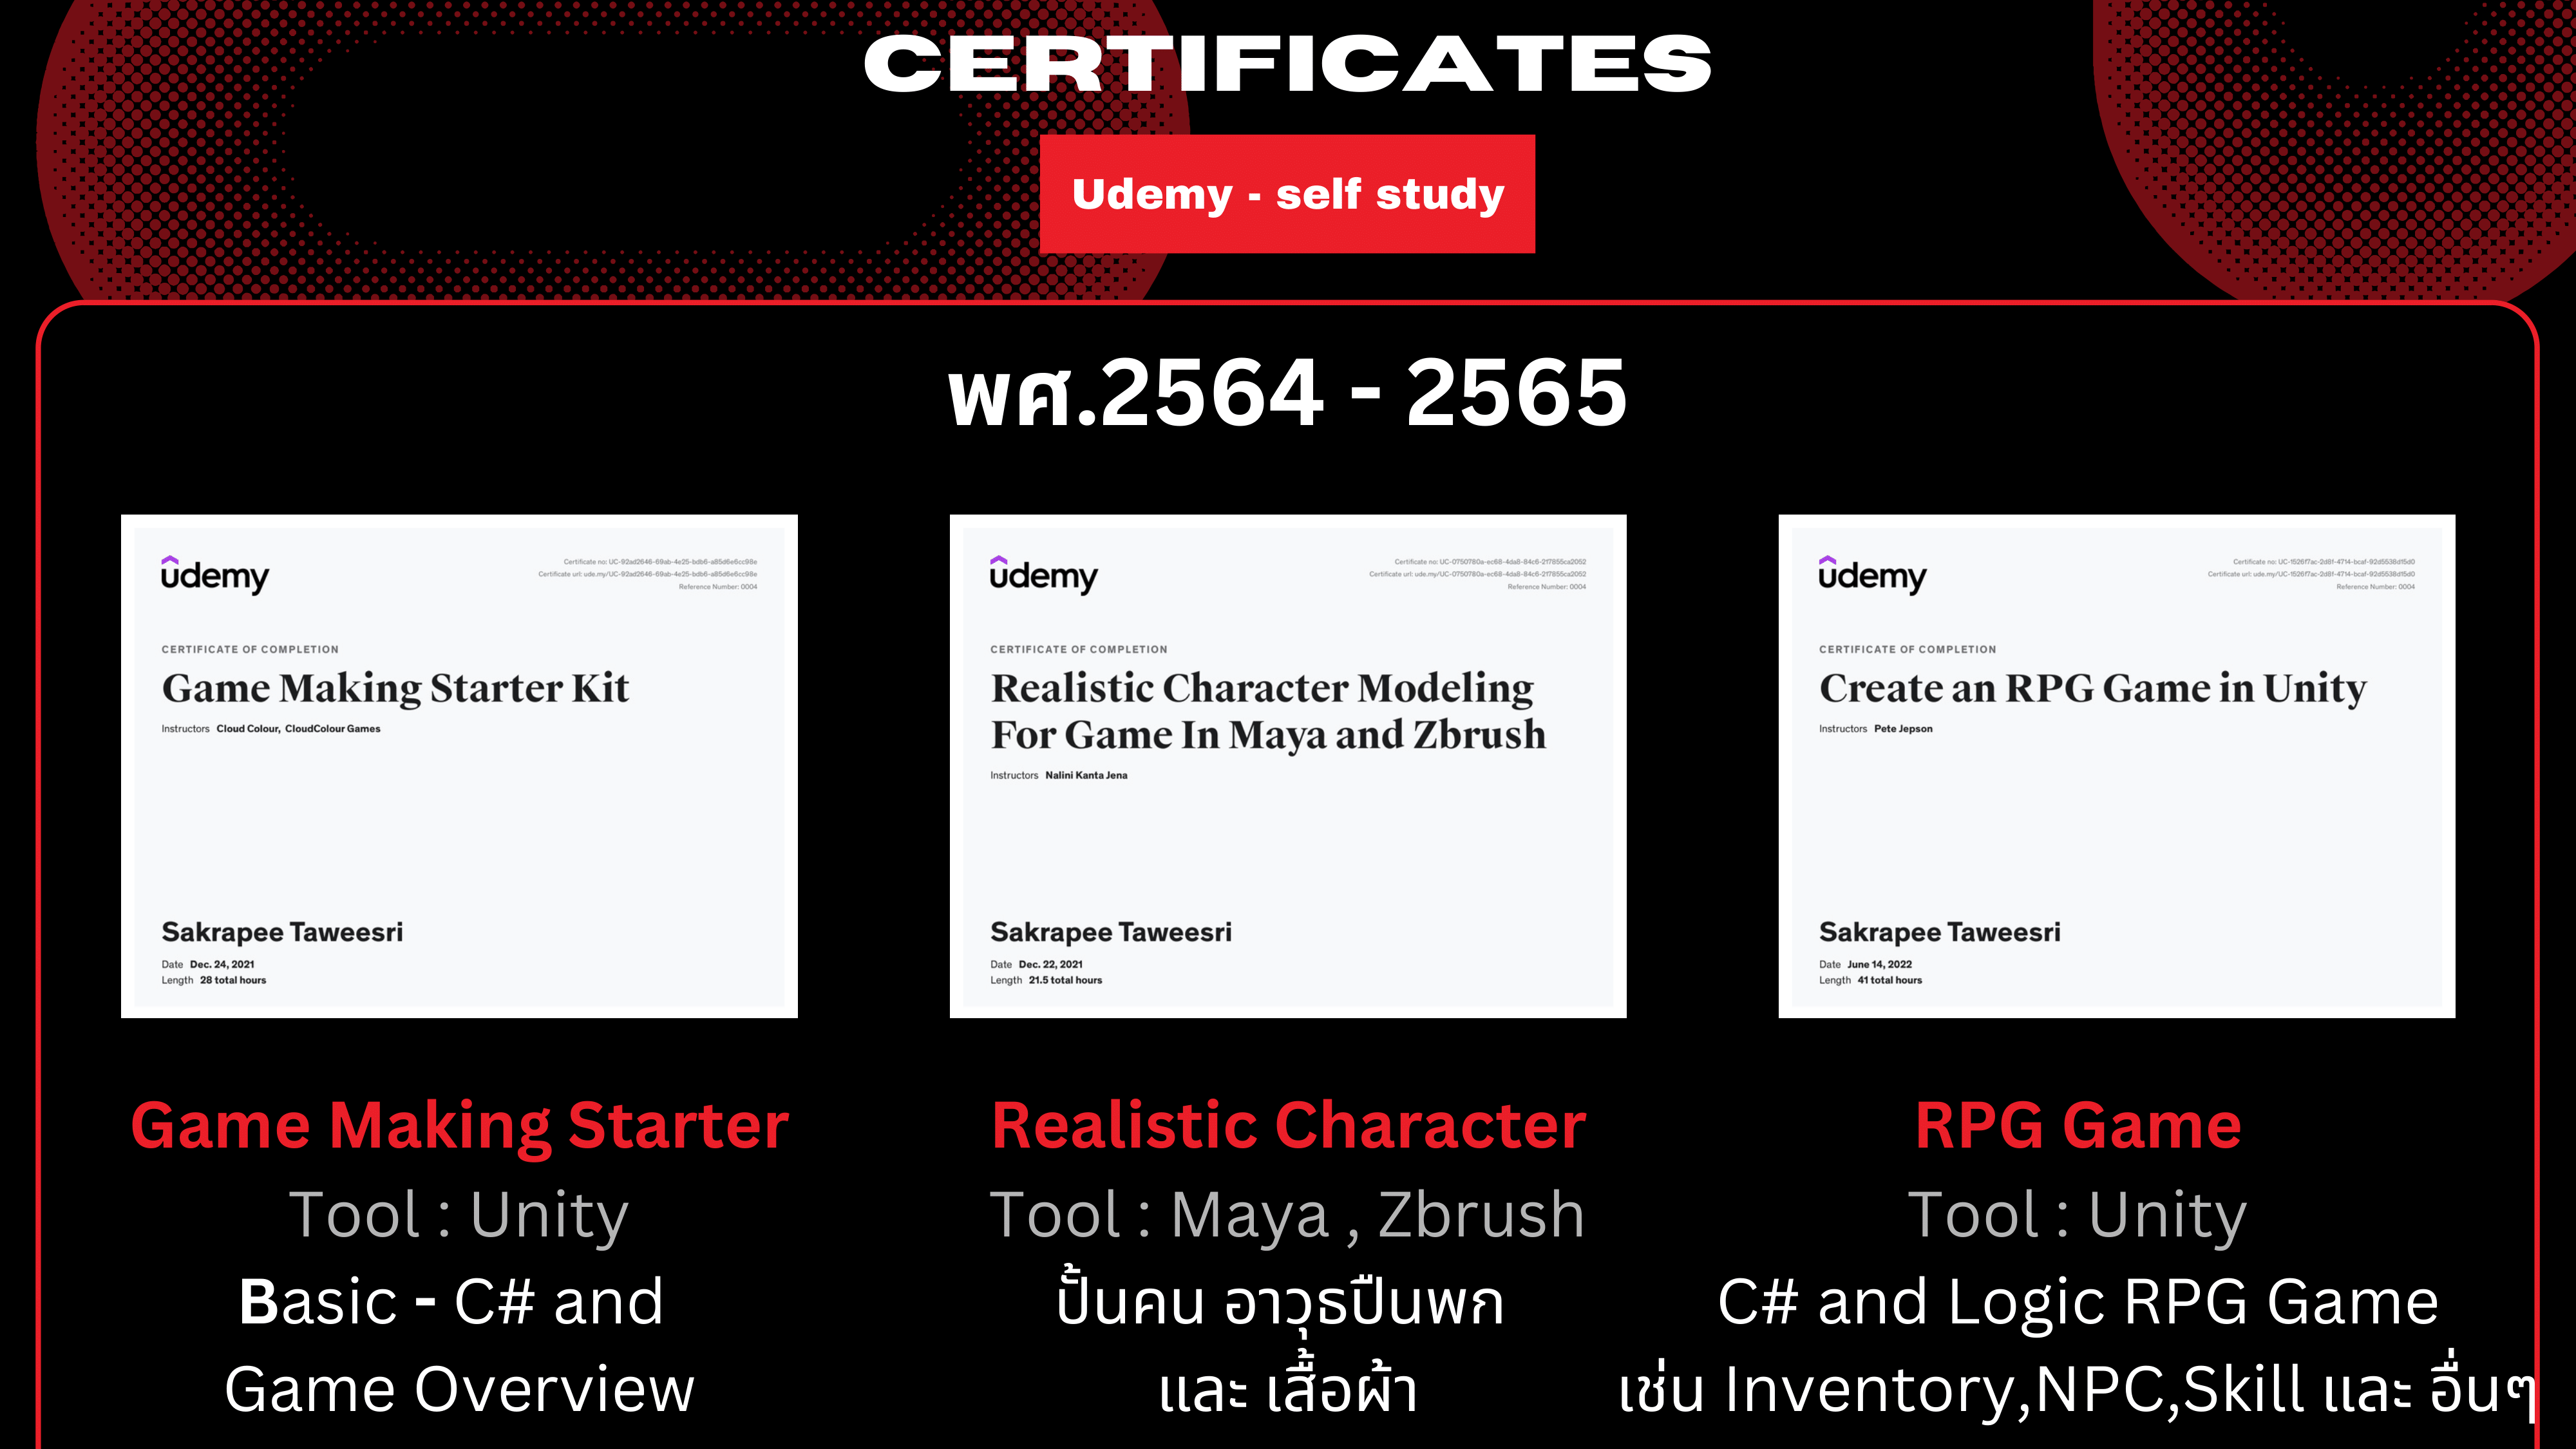 CERTIFICATES
Udemy - self study
พศ.2564 - 2565
udemy
Certificate no: UC-92ad2646-69ab-4e25-bdb6-a85d6e6cc98e
Certificate url: ude.my/UC-92ad2646-69ab-4e25-bdb6-a85d6e6cc98e
Reference Number: 0004
CERTIFICATE OF COMPLETION
Game Making Starter Kit
Instructors Cloud Colour, CloudColour Games
Sakrapee Taweesri
Date Dec. 24, 2021
Length 28 total hours
udemy
Certificate no: UC-0750780a-ec68-4da8-84c6-217855ca2052
Certificate url: ude.my/UC-0750780a-ec68-4da8-84c6-217855ca2052
Reference Number: 0004
CERTIFICATE OF COMPLETION
Realistic Character Modeling
For Game In Maya and Zbrush
Instructors Nalini Kanta Jena
Sakrapee Taweesri
Date Dec. 22, 2021
Length 21.5 total hours
udemy
Certificate no: UC-1526f7ac-2d8f-4714-bcaf-92d5538d15d0
Certificate url: ude.my/UC-1526f7ac-2d8f-4714-bcaf-92d5538d15d0
Reference Number: 0004
CERTIFICATE OF COMPLETION
Create an RPG Game in Unity
Instructors Pete Jepson
Sakrapee Taweesri
Date June 14, 2022
Length 41 total hours
Game Making Starter
Tool : Unity
Basic - C# and
Game Overview
Realistic Character
Tool : Maya , Zbrush
ปั้นคน อาวุธปืนพก
และ เสื้อผ้า
RPG Game
Tool : Unity
C# and Logic RPG Game
เช่น Inventory,NPC,Skill และ อื่นๆ